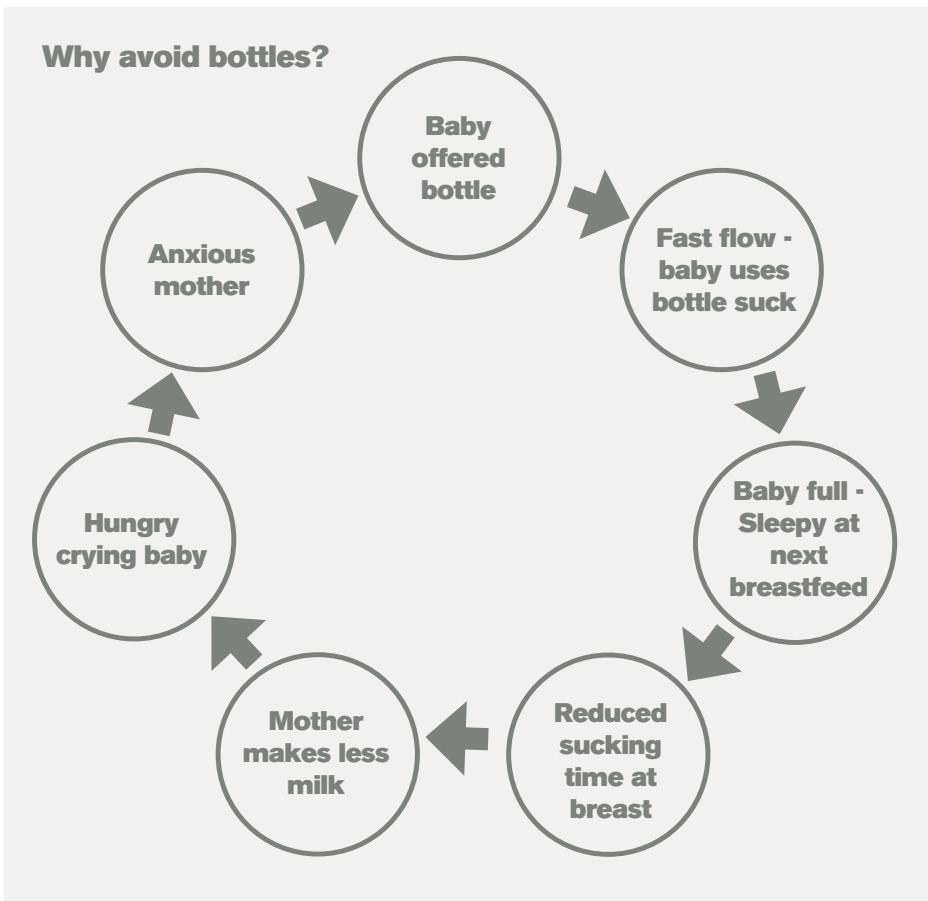 Why avoid bottles?
Baby
offered
bottle
Fast flow -
baby uses
bottle suck
Baby full -
Sleepy at
next
breastfeed
Reduced
sucking
time at
breast
Mother
makes less
milk
Hungry
crying baby
Anxious
mother